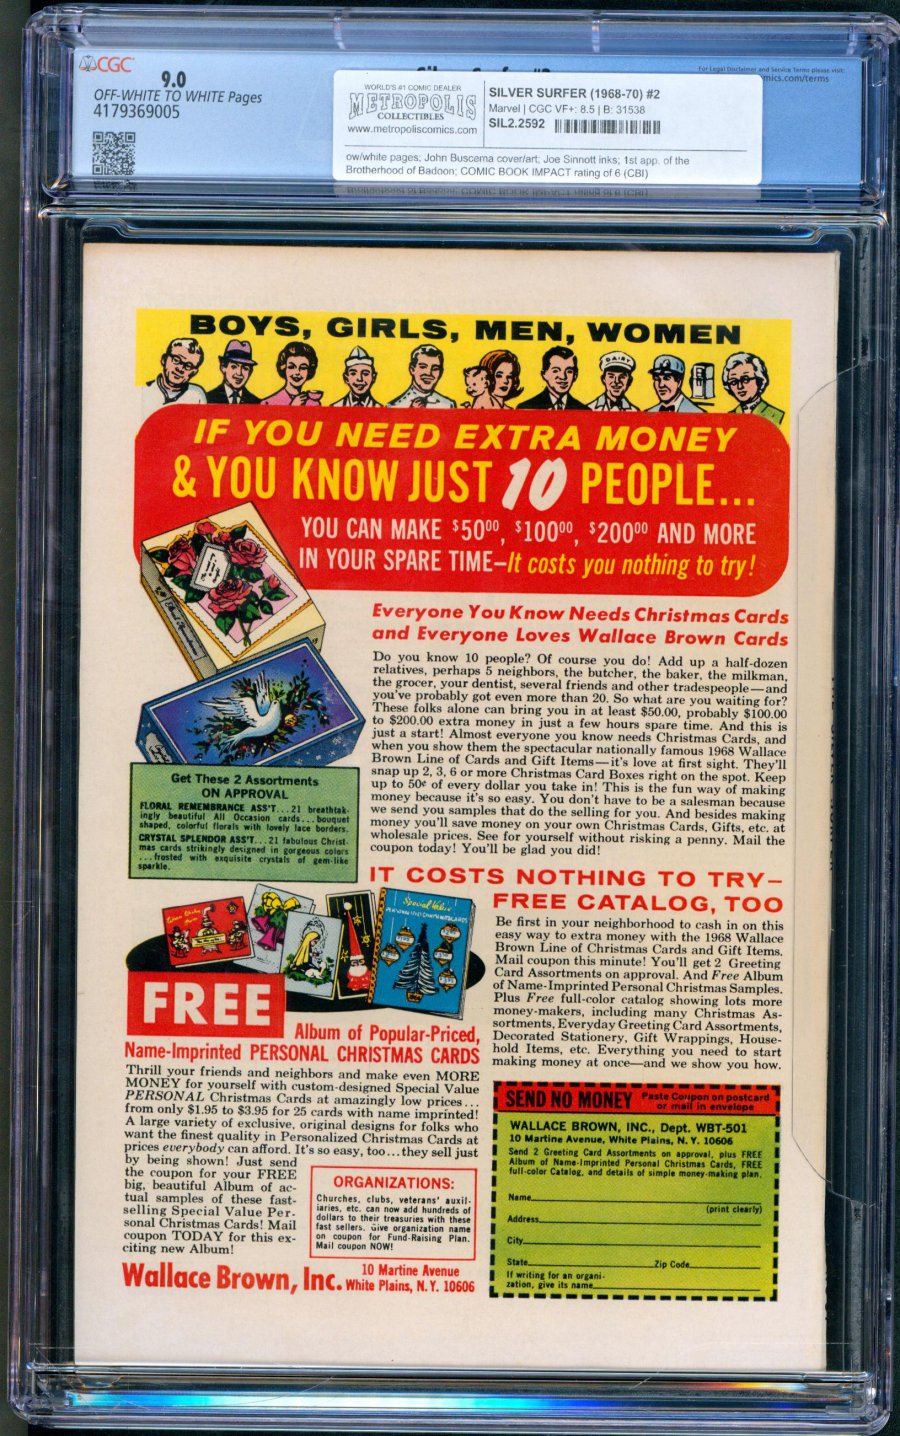 CGC
9.0
OFF-WHITE TO WHITE Pages
4179369005
For Legal Disclaimer and Service Terms please visit:
WORLD'S #1 COMIC DEALER
METROPOLIS
COLLECTIBLES
www.metropoliscomics.com
SILVER SURFER (1968-70) #2
Marvel | CGC VF+: 8.5 | B: 31538
SIL2.2592
ow/white pages; John Buscema cover/art; Joe Sinnott inks; 1st app. of the
Brotherhood of Badoon; COMIC BOOK IMPACT rating of 6 (CBI)
BOYS, GIRLS, MEN, WOMEN
DAIRY
IF YOU NEED EXTRA MONEY
& YOU KNOW JUST 10 PEOPLE...
YOU CAN MAKE $5000, $10000, $20000 AND MORE
IN YOUR SPARE TIME—It costs you nothing to try!
Everyone You Know Needs Christmas Cards
and Everyone Loves Wallace Brown Cards
Do you know 10 people? Of course you do! Add up a half-dozen
relatives, perhaps 5 neighbors, the butcher, the baker, the milkman,
the grocer, your dentist, several friends and other tradespeople—and
you've probably got even more than 20. So what are you waiting for?
These folks alone can bring you in at least $50.00, probably $100.00
to $200.00 extra money in just a few hours spare time. And this is
just a start! Almost everyone you know needs Christmas Cards, and
when you show them the spectacular nationally famous 1968 Wallace
Brown Line of Cards and Gift Items—it's love at first sight. They'll
snap up 2, 3, 6 or more Christmas Card Boxes right on the spot. Keep
up to 50¢ of every dollar you take in! This is the fun way of making
money because it's so easy. You don't have to be a salesman because
we send you samples that do the selling for you. And besides making
money you'll save money on your own Christmas Cards, Gifts, etc. at
wholesale prices. See for yourself without risking a penny. Mail the
coupon today! You'll be glad you did!
Get These 2 Assortments
ON APPROVAL
FLORAL REMEMBRANCE ASS'T...21 breathtak-
ingly beautiful All Occasion cards...bouquet
shaped, colorful florals with lovely lace borders.
CRYSTAL SPLENDOR ASS'T...21 fabulous Christ-
mas cards strikingly designed in gorgeous colors
...frosted with exquisite crystals of gem-like
sparkle.
IT COSTS NOTHING TO TRY—
FREE CATALOG, TOO
Be first in your neighborhood to cash in on this
easy way to extra money with the 1968 Wallace
Brown Line of Christmas Cards and Gift Items.
Mail coupon this minute! You'll get 2 Greeting
Card Assortments on approval. And Free Album
of Name-Imprinted Personal Christmas Samples.
Plus Free full-color catalog showing lots more
money-makers, including many Christmas As-
sortments, Everyday Greeting Card Assortments,
Decorated Stationery, Gift Wrappings, House-
hold Items, etc. Everything you need to start
making money at once—and we show you how.
Special Value
PERSONAL CHRISTMAS CARDS
FREE
Album of Popular-Priced,
Name-Imprinted PERSONAL CHRISTMAS CARDS
Thrill your friends and neighbors and make even MORE
MONEY for yourself with custom-designed Special Value
PERSONAL Christmas Cards at amazingly low prices...
from only $1.95 to $3.95 for 25 cards with name imprinted!
A large variety of exclusive, original designs for folks who
want the finest quality in Personalized Christmas Cards at
prices everybody can afford. It's so easy, too...they sell just
by being shown! Just send
the coupon for your FREE
big, beautiful Album of ac-
tual samples of these fast-
selling Special Value Per-
sonal Christmas Cards! Mail
coupon TODAY for this ex-
citing new Album!
ORGANIZATIONS:
Churches, clubs, veterans' auxil-
iaries, etc. can now add hundreds of
dollars to their treasuries with these
fast sellers. Give organization name
on coupon for Fund-Raising Plan.
Mail coupon NOW!
Wallace Brown, Inc.
10 Martine Avenue
White Plains, N.Y. 10606
SEND NO MONEY
Paste Coupon on postcard
or mail in envelope
WALLACE BROWN, INC., Dept. WBT-501
10 Martine Avenue, White Plains, N. Y. 10606
Send 2 Greeting Card Assortments on approval, plus FREE
Album of Name-Imprinted Personal Christmas Cards, FREE
full-color Catalog, and details of simple money-making plan.
Name
(print clearly)
Address
City
State Zip Code
If writing for an organi-
zation, give its name